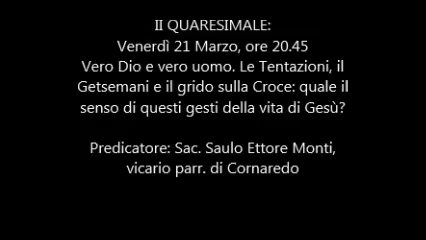 II QUARESIMALE:
Venerdì 21 Marzo, ore 20.45
Vero Dio e vero uomo. Le Tentazioni, il
Getsemani e il grido sulla Croce: quale il
senso di questi gesti della vita di Gesù?
Predicatore: Sac. Saulo Ettore Monti,
vicario parr. di Cornaredo